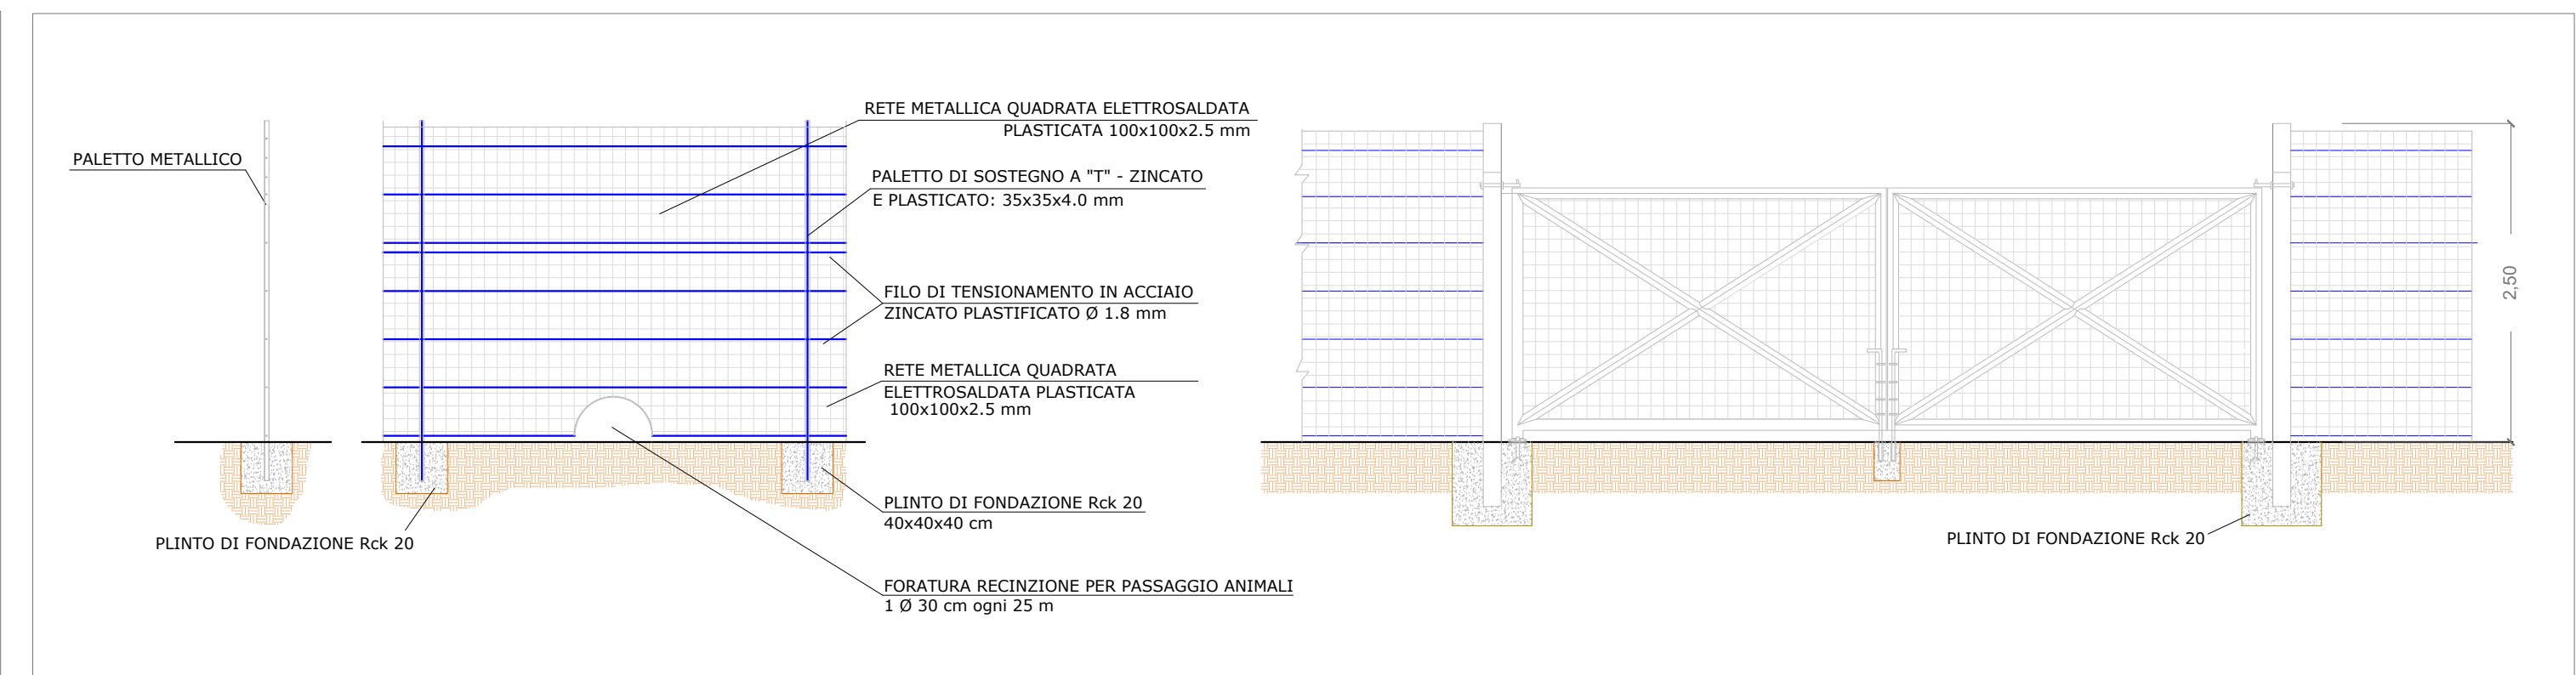 PALETTO METALLICO
PLINTO DI FONDAZIONE Rck 20
RETE METALLICA QUADRATA ELETTROSALDATA
PLASTICATA 100x100x2.5 mm
PALETTO DI SOSTEGNO A "T" - ZINCATO
E PLASTICATO: 35x35x4.0 mm
FILO DI TENSIONAMENTO IN ACCIAIO
ZINCATO PLASTIFICATO Ø 1.8 mm
RETE METALLICA QUADRATA
ELETTROSALDATA PLASTICATA
100x100x2.5 mm
PLINTO DI FONDAZIONE Rck 20
40x40x40 cm
FORATURA RECINZIONE PER PASSAGGIO ANIMALI
1 Ø 30 cm ogni 25 m
2,50
PLINTO DI FONDAZIONE Rck 20